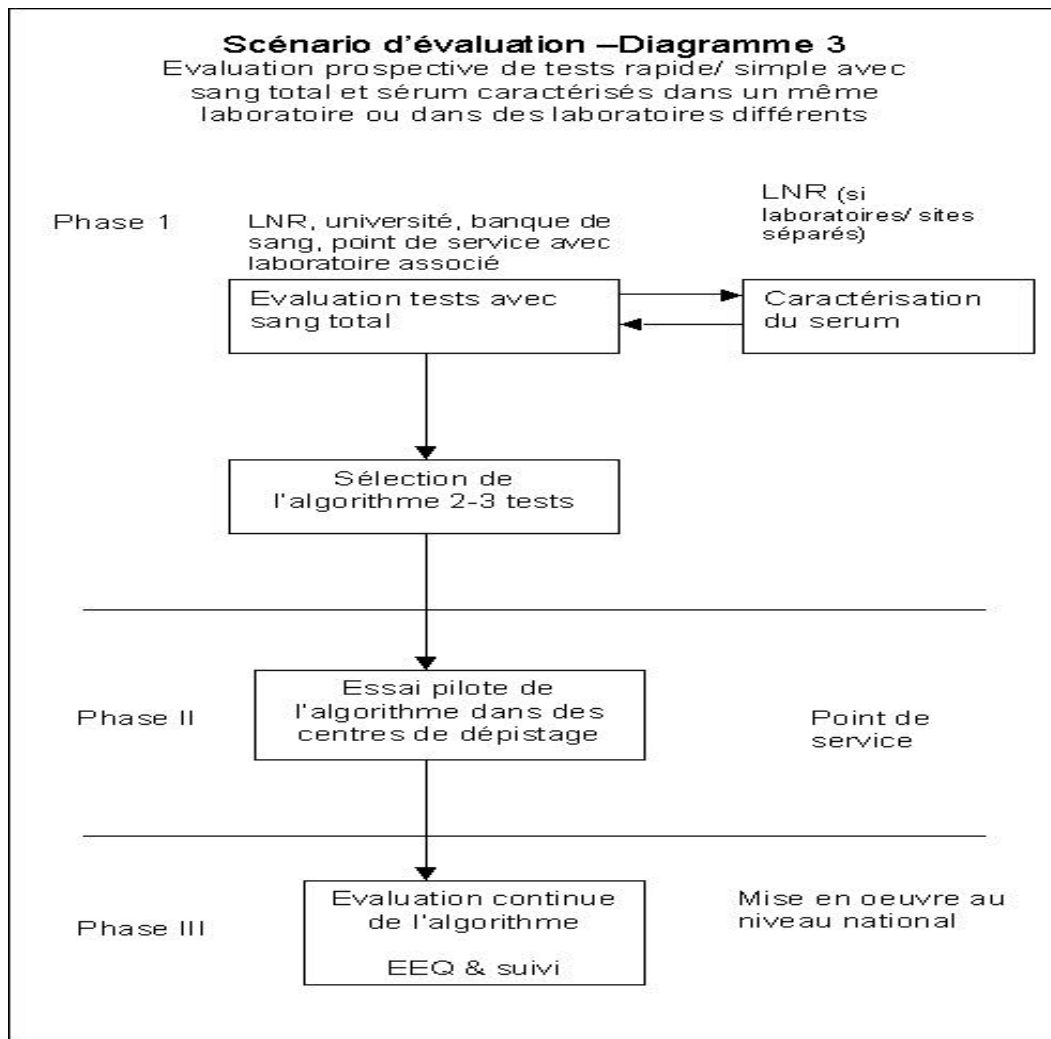 Scénario d'évaluation –Diagramme 3
Evaluation prospective de tests rapide/ simple avec
sang total et sérum caractérisés dans un même
laboratoire ou dans des laboratoires différents
Phase 1
LNR, université, banque de
sang, point de service avec
laboratoire associé
LNR (si
laboratoires/ sites
séparés)
Evaluation tests avec
sang total
Caractérisation
du serum
Sélection de
l'algorithme 2-3 tests
Phase II
Essai pilote de
l'algorithme dans des
centres de dépistage
Point de
service
Phase III
Evaluation continue
de l'algorithme
EEQ & suivi
Mise en oeuvre au
niveau national